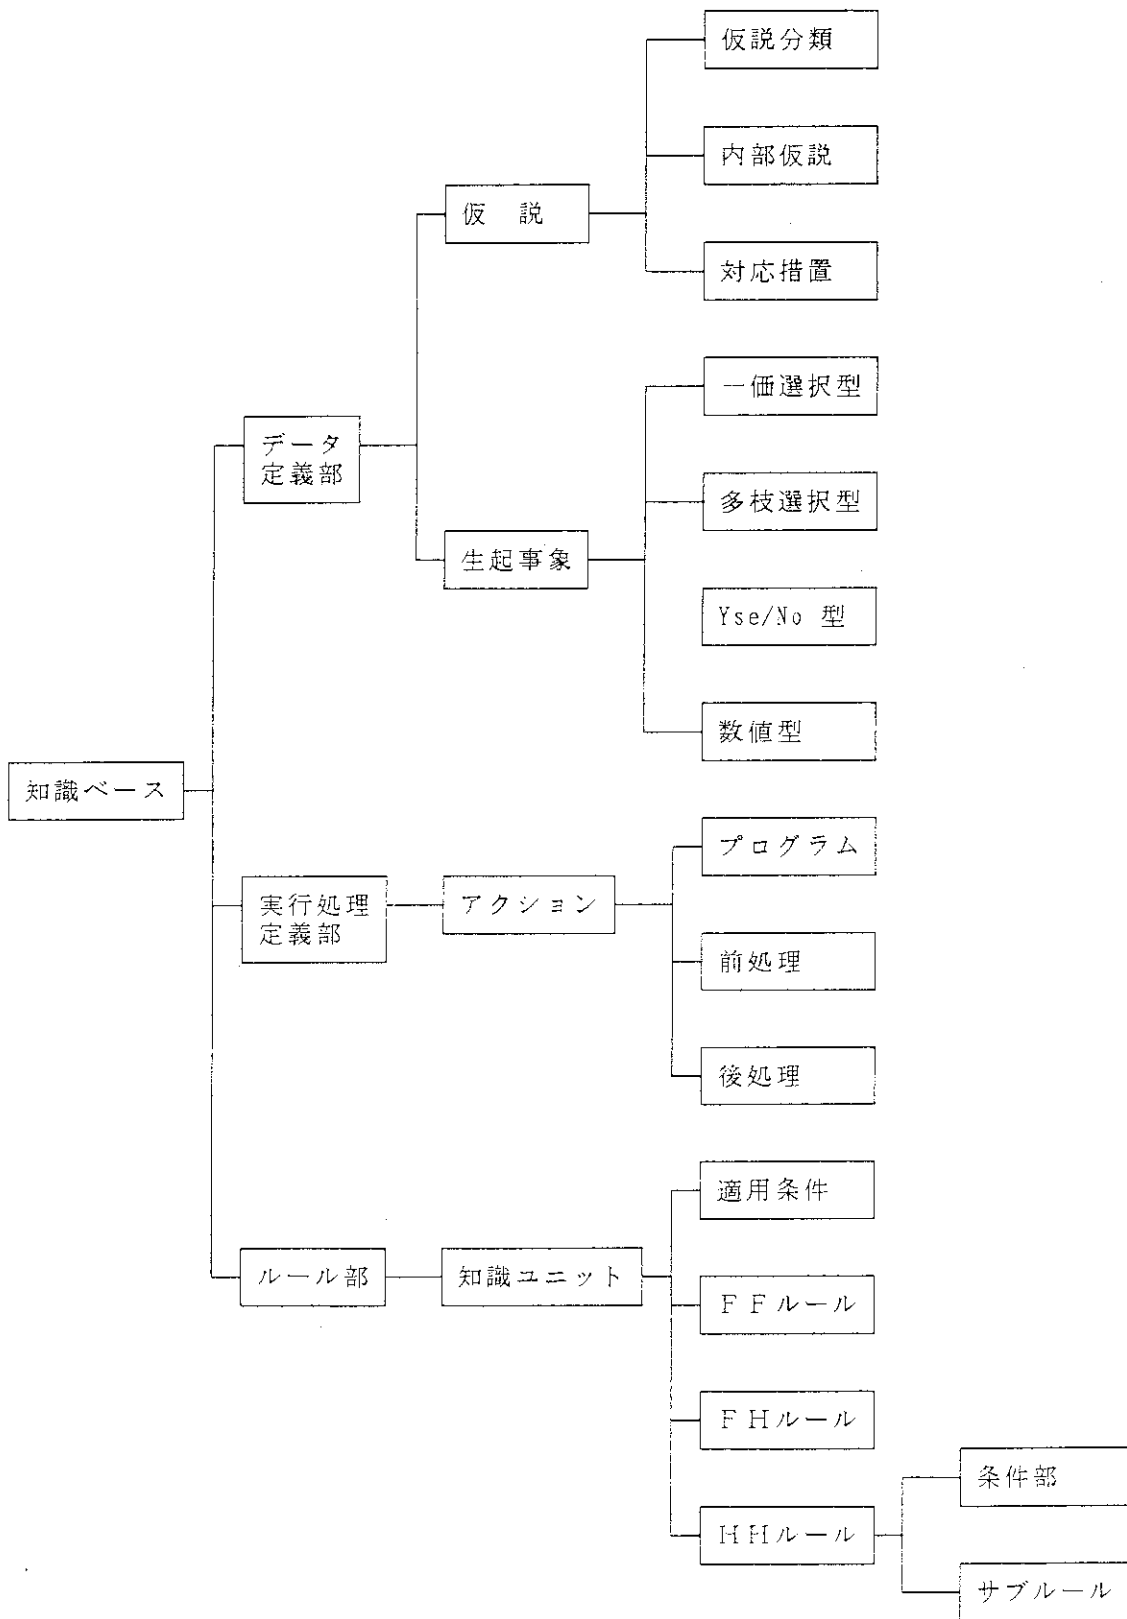 仮説分類
内部仮説
仮　説
対応措置
一価選択型
データ
定義部
多枝選択型
生起事象
Yse/No 型
数値型
知識ベース
プログラム
実行処理
定義部
アクション
前処理
後処理
適用条件
ルール部
知識ユニット
ＦＦルール
ＦＨルール
条件部
ＨＨルール
サブルール